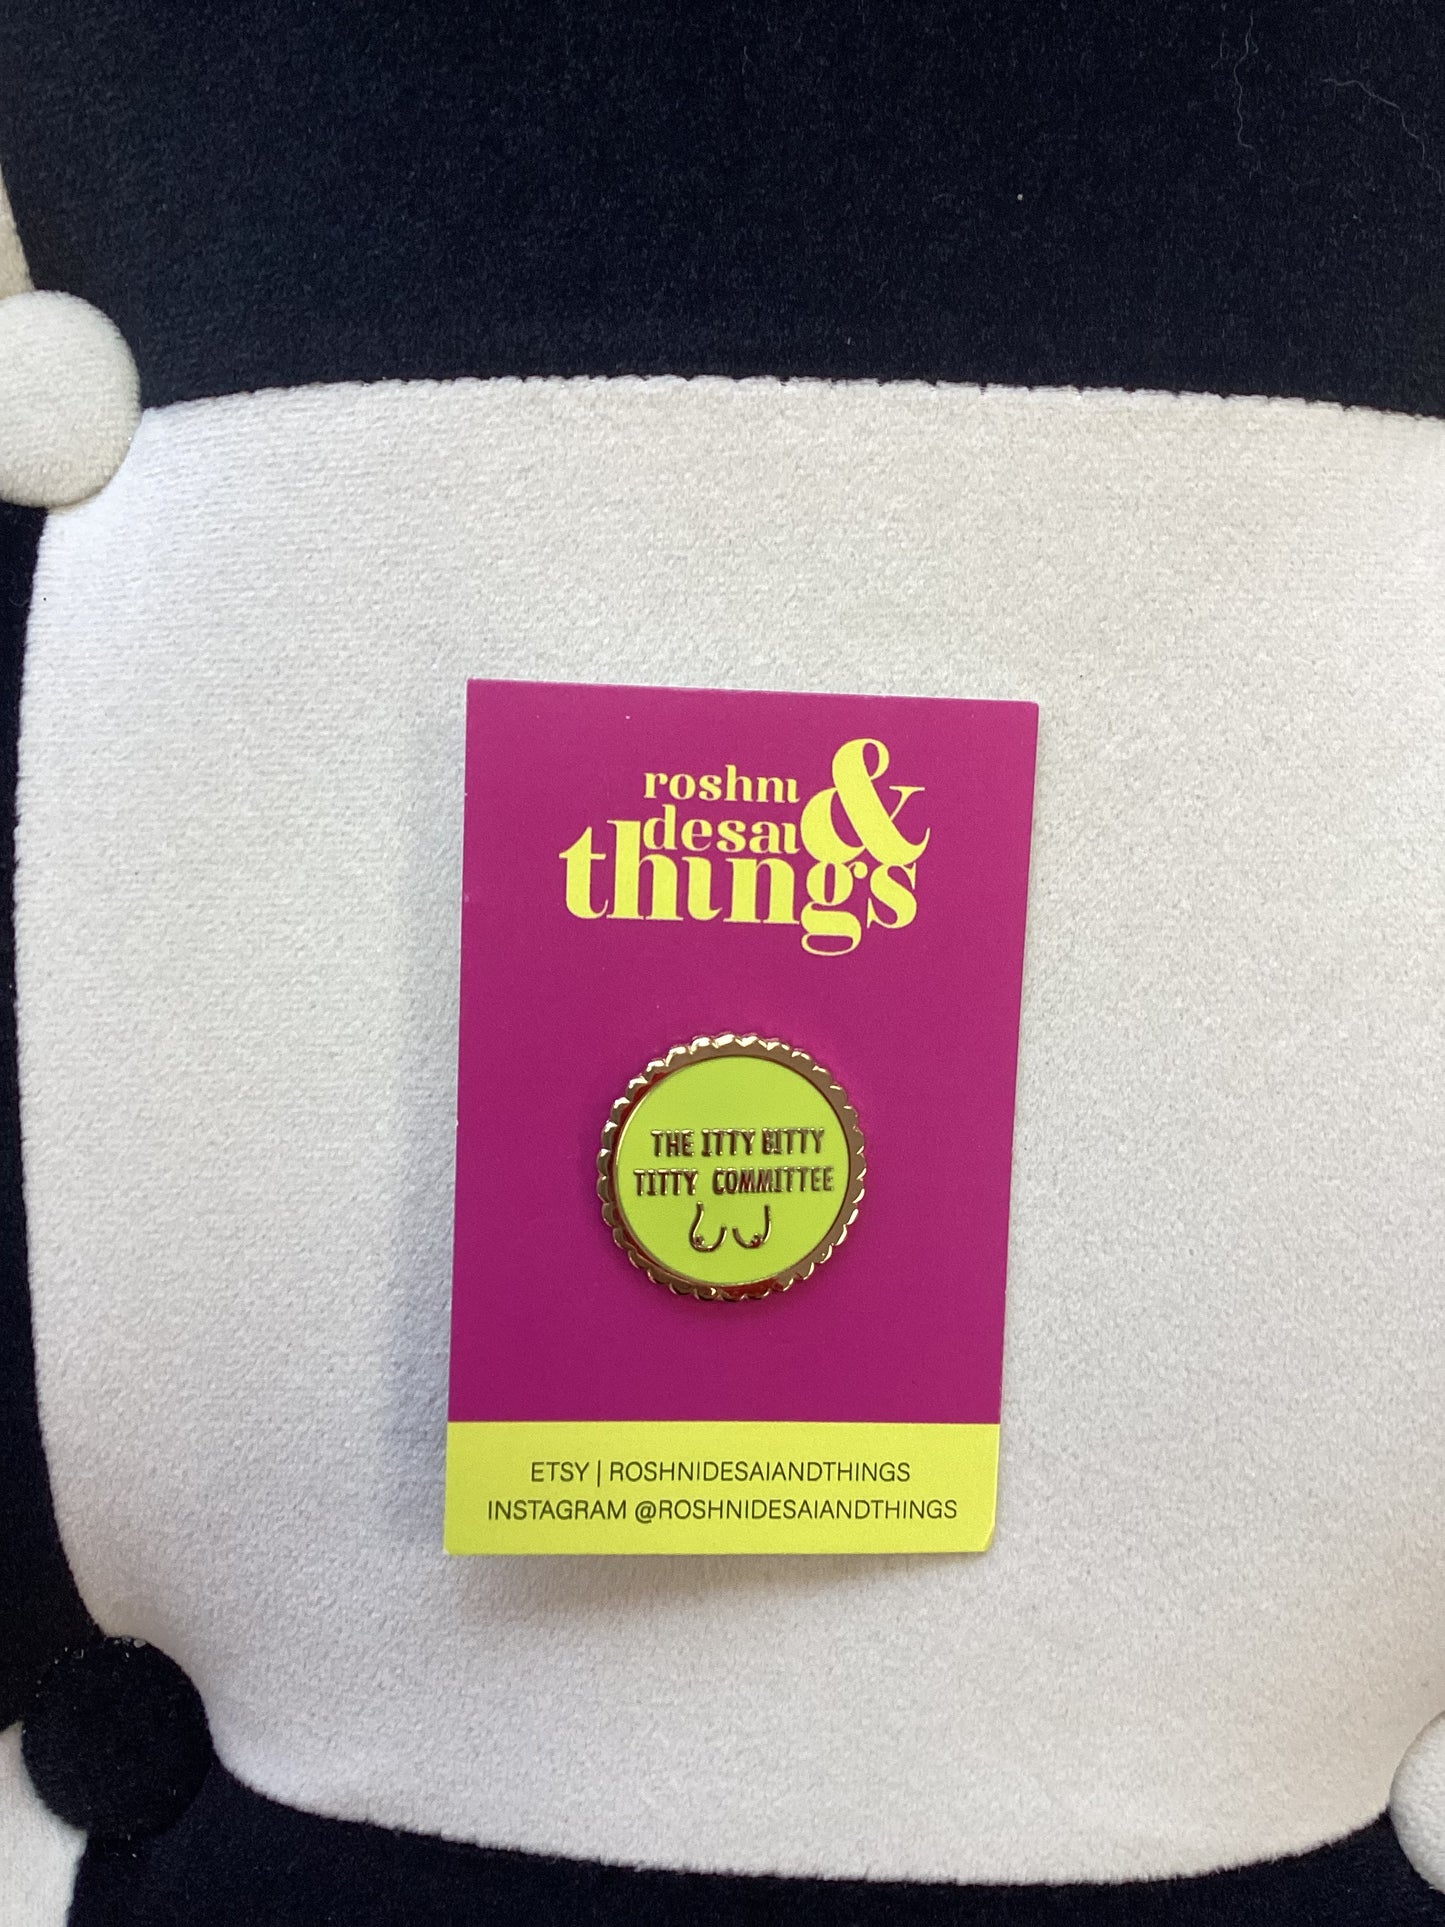 roshni
desai &
things
THE ITTY BITTY
TITTY COMMITTEE
ETSY | ROSHNIDESAIANDTHINGS
INSTAGRAM @ROSHNIDESAIANDTHINGS